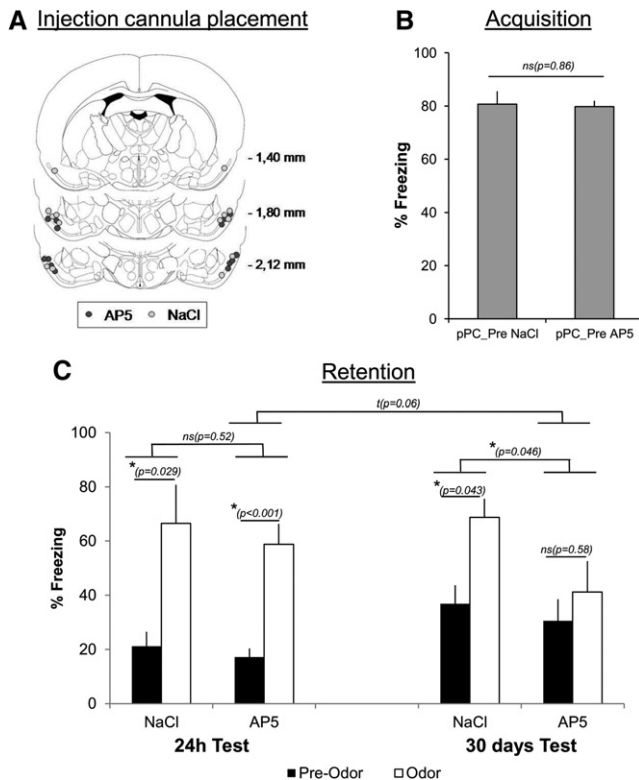 A Injection cannula placement
- 1,40 mm
- 1,80 mm
- 2,12 mm
AP5 NaCl
B Acquisition
100
ns(p=0.86)
80
60
40
20
0
% Freezing
pPC_Pre NaCl pPC_Pre AP5
C Retention
100
t(p=0.06)
ns(p=0.52)
*(p=0.046)
80
*(p=0.029)
*(p=0.043)
*(p<0.001)
60
ns(p=0.58)
40
20
0
% Freezing
NaCl AP5 NaCl AP5
24h Test 30 days Test
Pre-Odor Odor